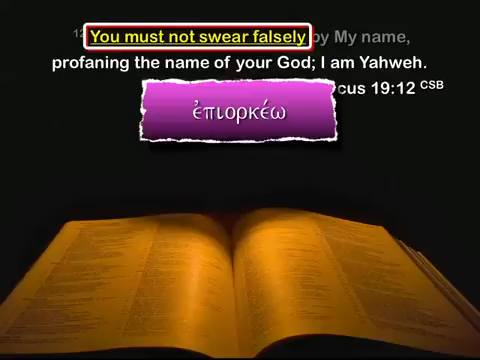 12 You must not swear falsely by My name,
profaining the name of your God; I am Yahweh.
cus 19:12 CSB
ἐπιορκέω